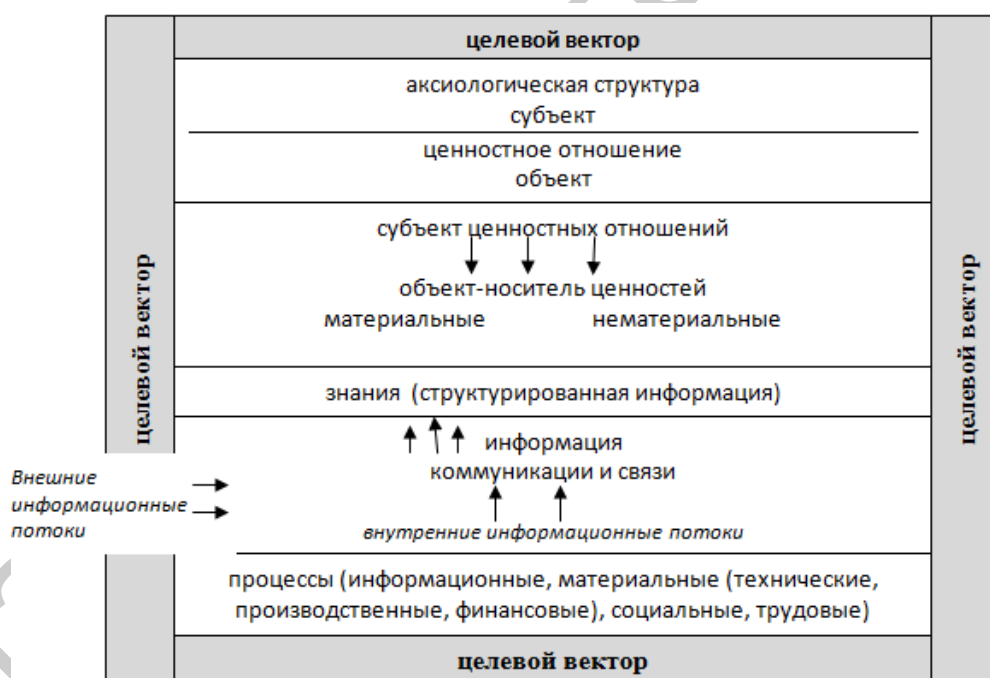 целевой вектор
аксиологическая структура
субъект
ценностное отношение
объект
субъект ценностных отношений
объект-носитель ценностей
материальные нематериальные
целевой вектор
целевой вектор
знания (структурированная информация)
информация
коммуникации и связи
Внешние
информационные
потоки
внутренние информационные потоки
процессы (информационные, материальные (технические,
производственные, финансовые), социальные, трудовые)
целевой вектор